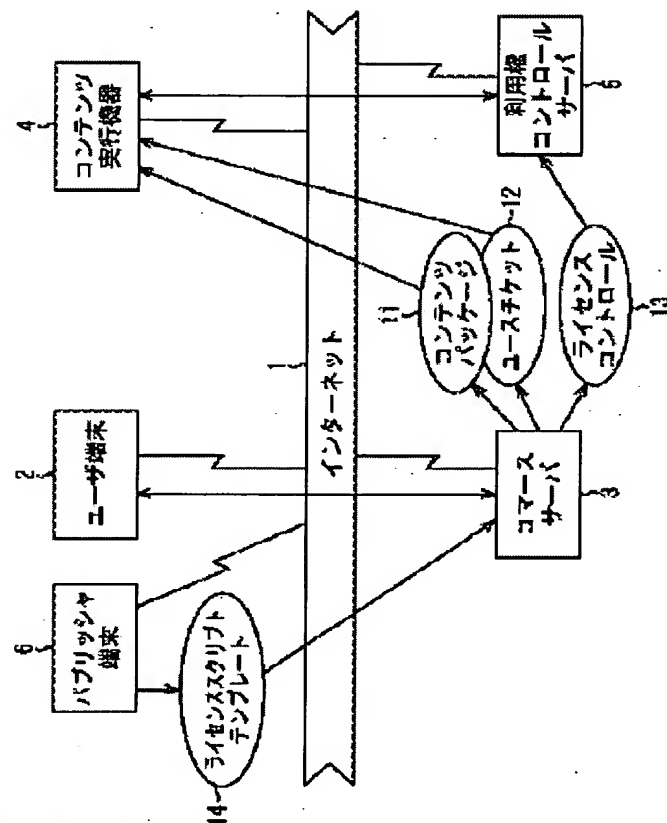 6
パブリッシャ
端末
2
ユーザ端末
4
コンテンツ
実行機器
14
ライセンススクリプト
テンプレート
1
インターネット
11
コンテンツ
パッケージ
12
ユースチケット
コマース
サーバ
3
ライセンス
コントロール
13
利用権
コントロール
サーバ
5